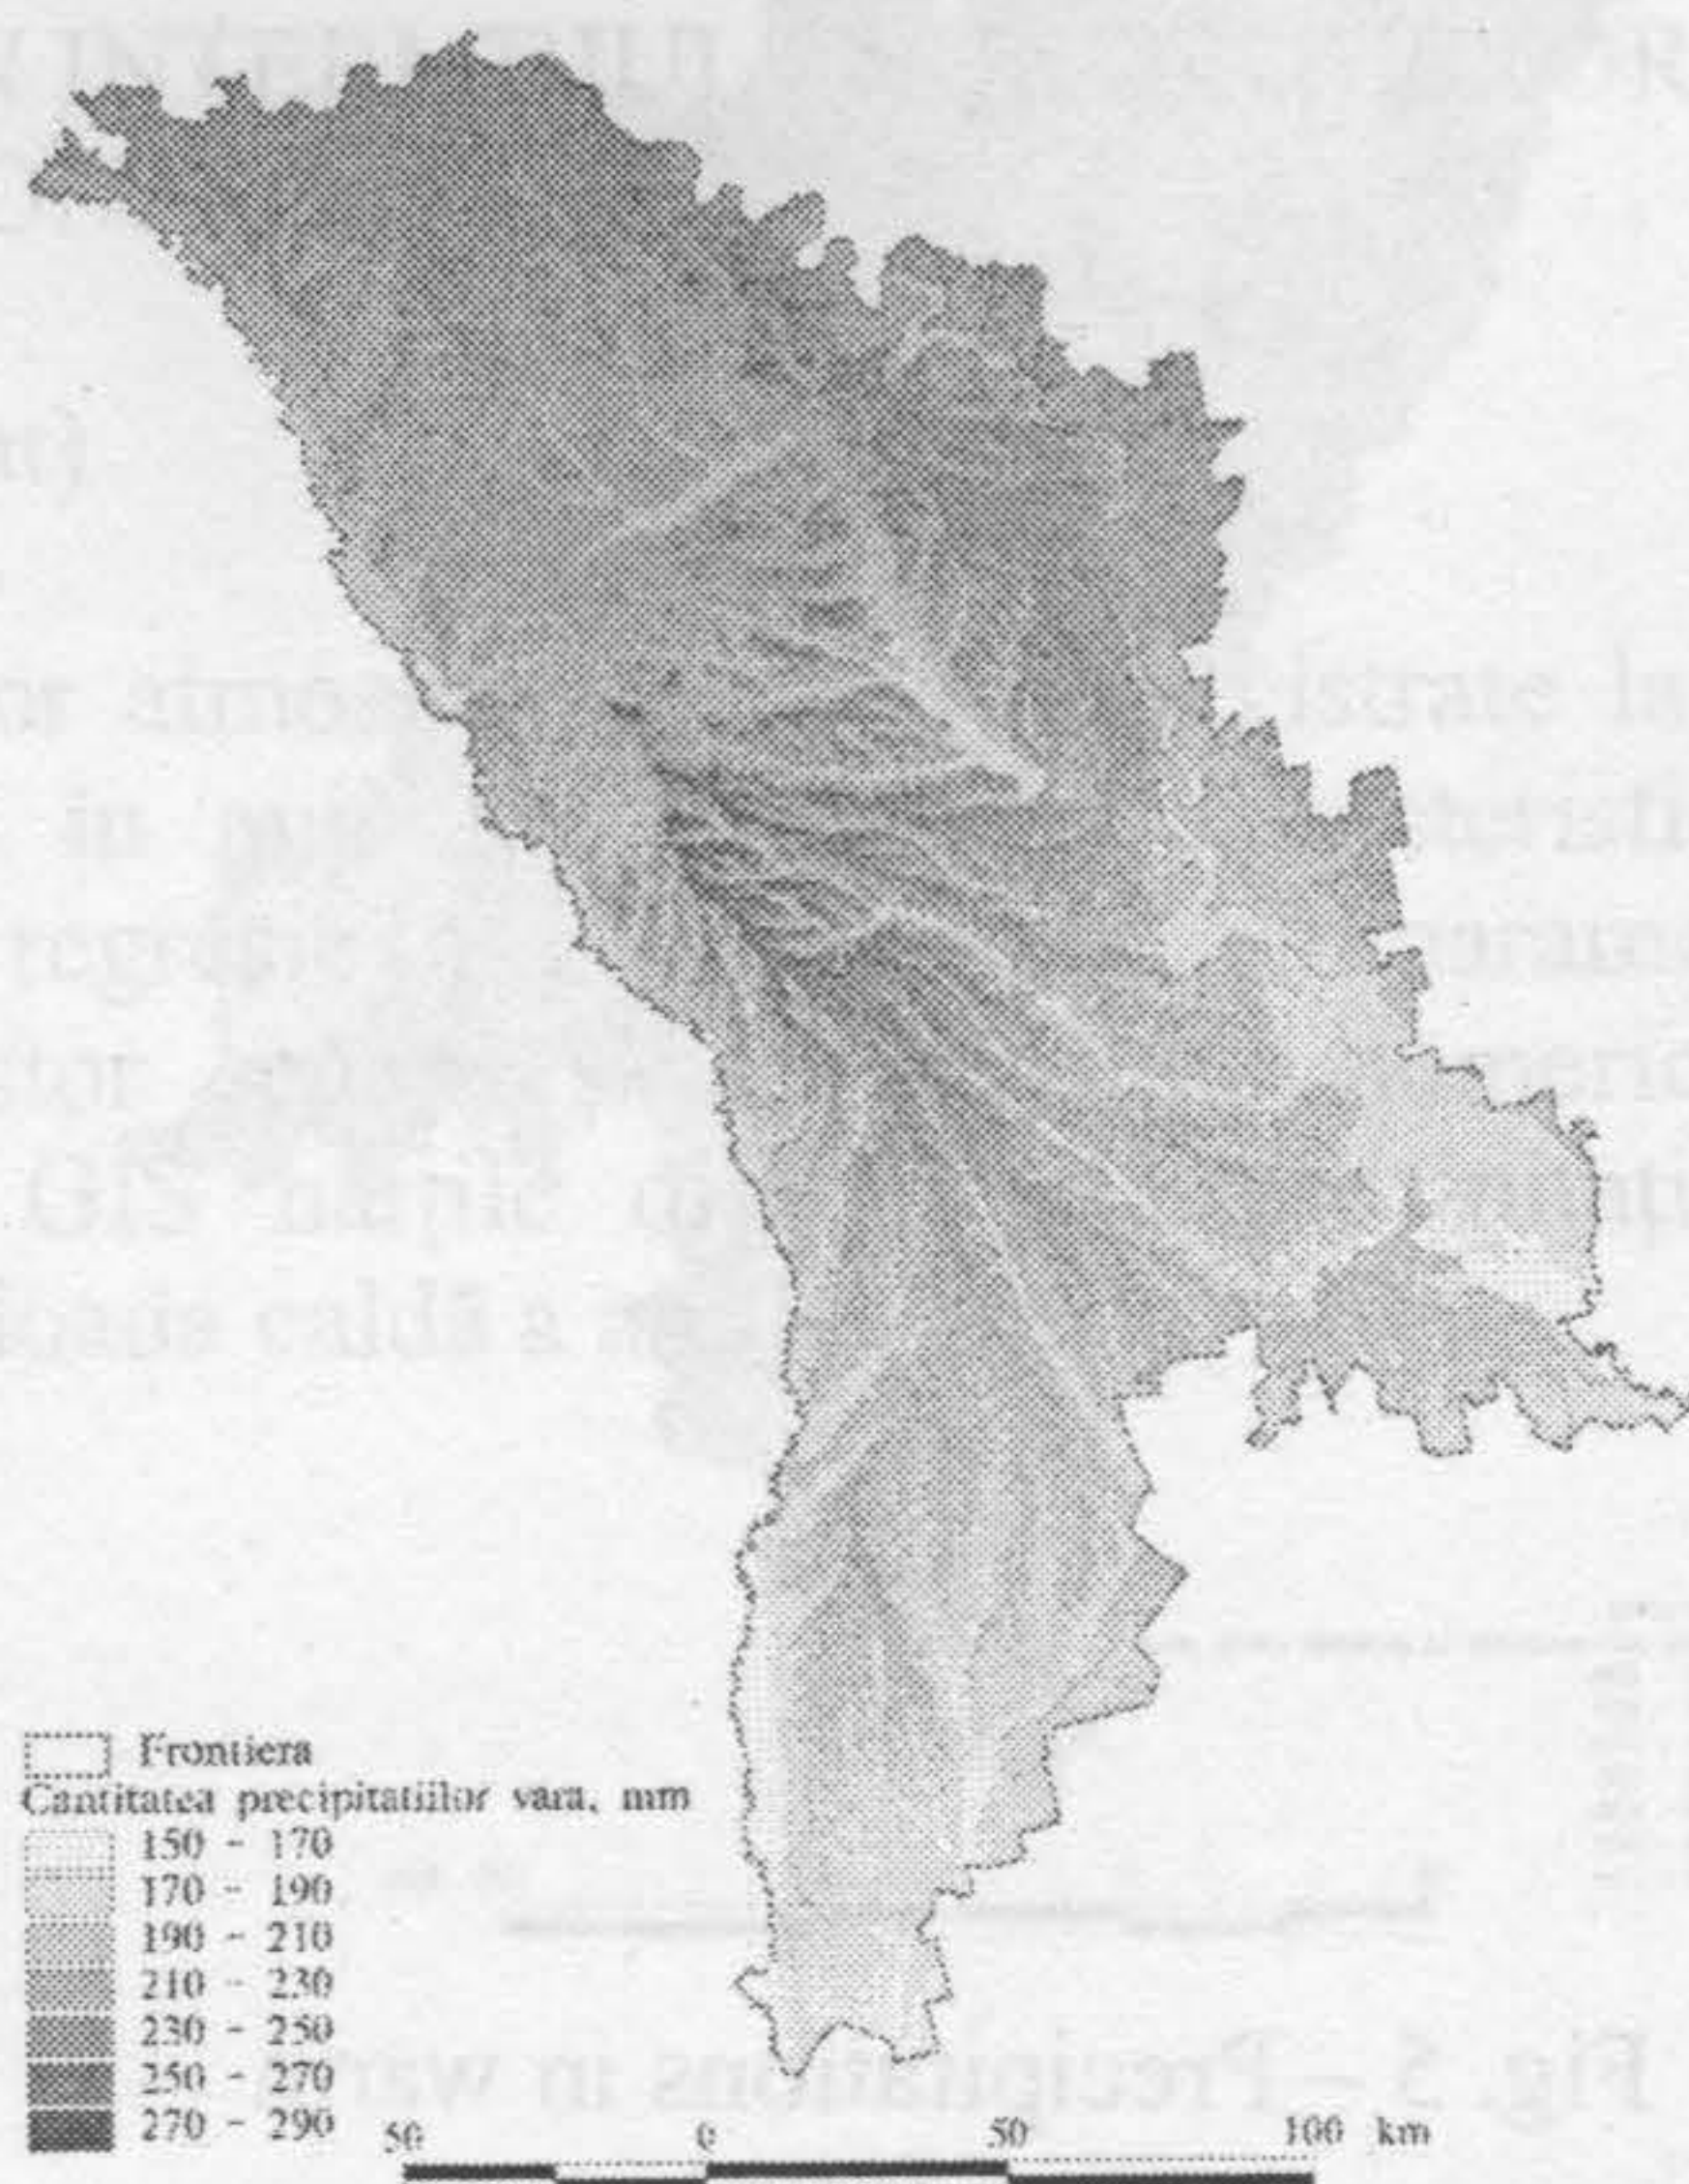 Frontiera
Cantitatea precipitatiilor vara, mm
150 - 170
170 - 190
190 - 210
210 - 230
230 - 250
250 - 270
270 - 290
50 0 50 100 km